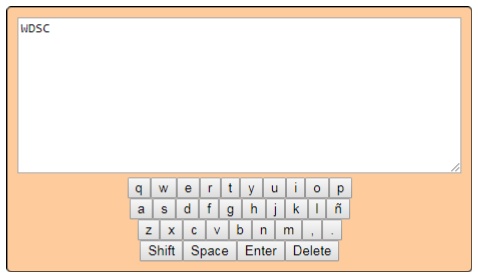 WDSC
q w e r t y u i o p
a s d f g h j k l ñ
z x c v b n m , .
Shift Space Enter Delete